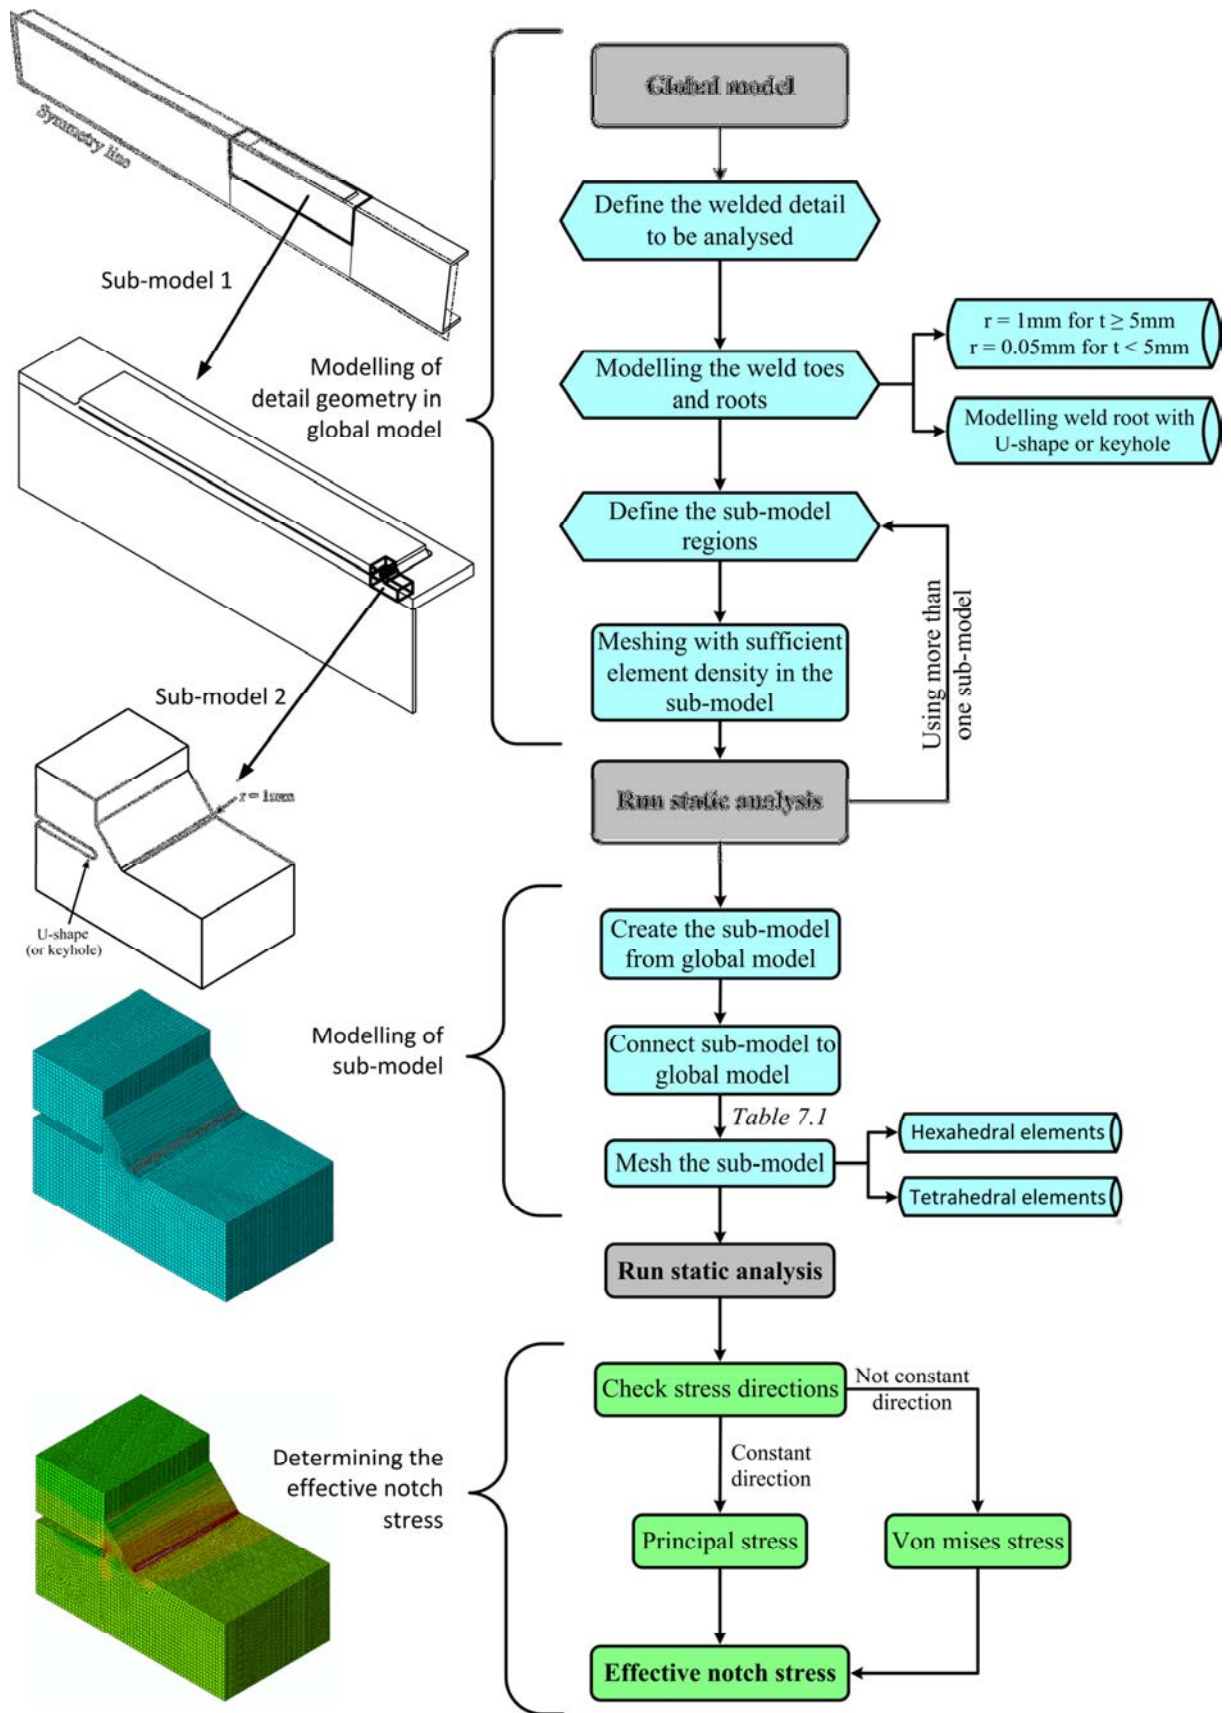 Global model
Symmetry line
Define the welded detail
to be analysed
Sub-model 1
r = 1mm for t ≥ 5mm
r = 0.05mm for t < 5mm
Modelling of
detail geometry in
global model
Modelling the weld toes
and roots
Modelling weld root with
U-shape or keyhole
Define the sub-model
regions
Using more than
one sub-model
Meshing with sufficient
element density in the
sub-model
Sub-model 2
r = 1mm
Run static analysis
U-shape
(or keyhole)
Create the sub-model
from global model
Modelling of
sub-model
Connect sub-model to
global model
Table 7.1
Mesh the sub-model
Hexahedral elements
Tetrahedral elements
Run static analysis
Check stress directions
Not constant
direction
Constant
direction
Determining the
effective notch
stress
Principal stress
Von mises stress
Effective notch stress